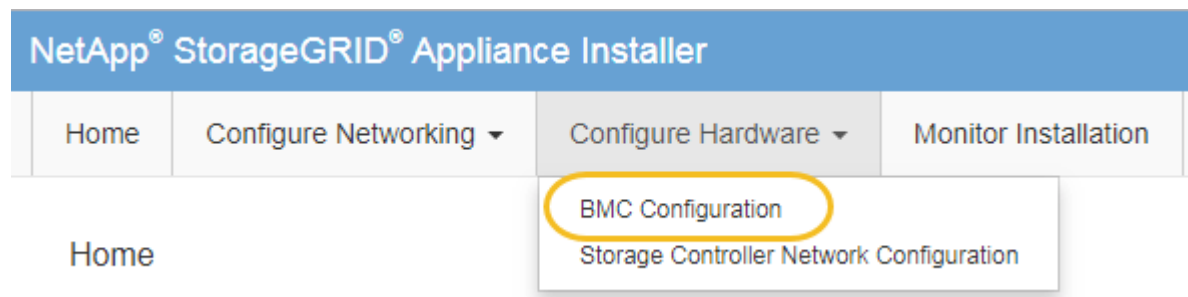 NetApp® StorageGRID® Appliance Installer
Home Configure Networking Configure Hardware Monitor Installation
BMC Configuration
Storage Controller Network Configuration
Home